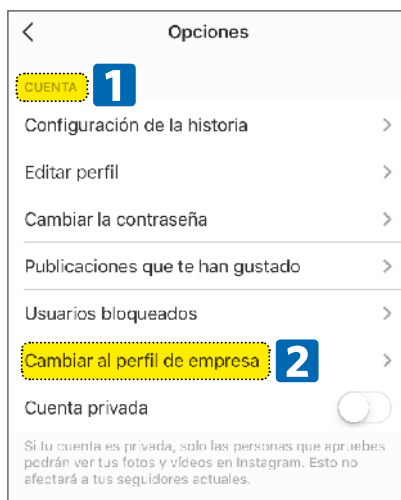 Opciones
CUENTA 1
Configuración de la historia
Editar perfil
Cambiar la contraseña
Publicaciones que te han gustado
Usuarios bloqueados
Cambiar al perfil de empresa 2
Cuenta privada
Si tu cuenta es privada, solo las personas que apruebes
podrán ver tus fotos y vídeos en Instagram. Esto no
afectará a tus seguidores actuales.